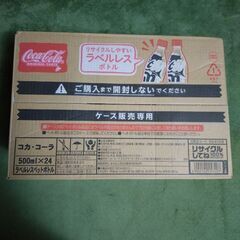 Coca-Cola
ORIGINAL TASTE
リサイクルしやすい
ラベルレス
ボトル
ご購入まで開封しないでください
ケース販売専用
コカ・コーラ
500ml×24
ラベルレスペットボトル
リサイクル
してね